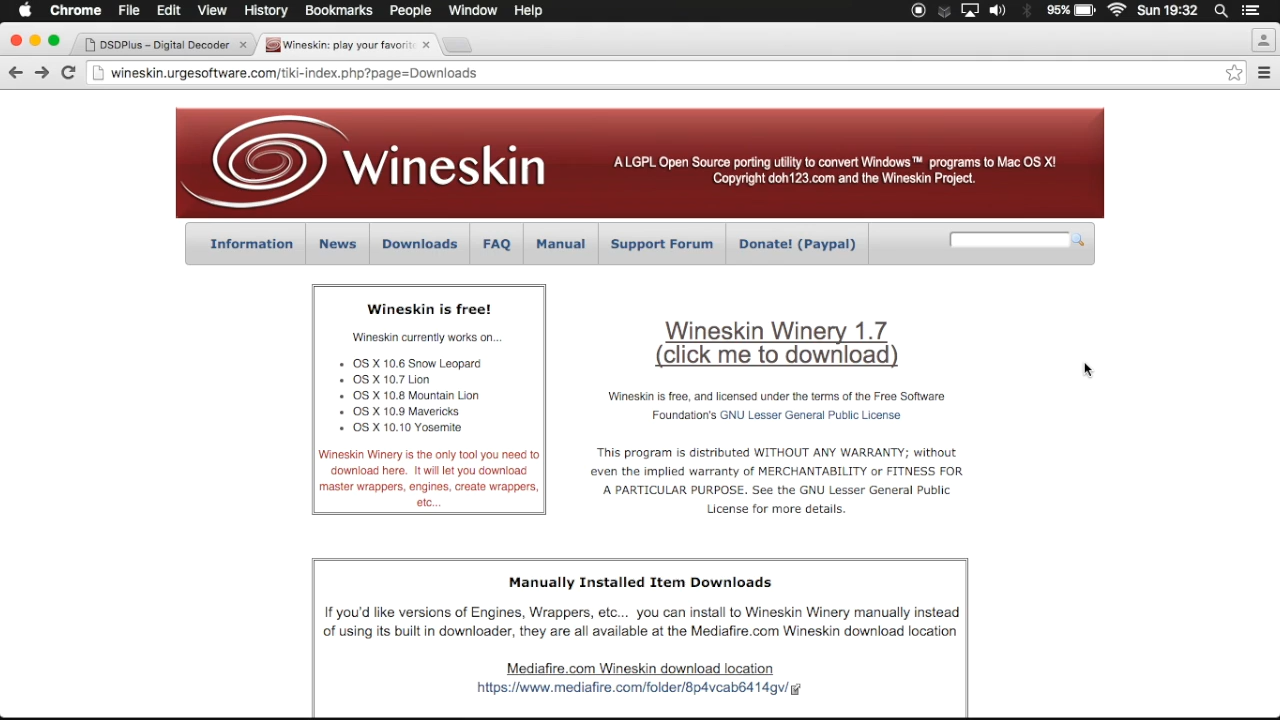 Chrome File Edit View History Bookmarks People Window Help 95% Sun 19:32
DSDPlus – Digital Decoder Wineskin: play your favorite
wineskin.urgesoftware.com/tiki-index.php?page=Downloads
Wineskin
A LGPL Open Source porting utility to convert Windows™ programs to Mac OS X!
Copyright doh123.com and the Wineskin Project.
Information News Downloads FAQ Manual Support Forum Donate! (Paypal)
Wineskin is free!
Wineskin currently works on...
• OS X 10.6 Snow Leopard
• OS X 10.7 Lion
• OS X 10.8 Mountain Lion
• OS X 10.9 Mavericks
• OS X 10.10 Yosemite
Wineskin Winery is the only tool you need to
download here. It will let you download
master wrappers, engines, create wrappers,
etc...
Wineskin Winery 1.7
(click me to download)
Wineskin is free, and licensed under the terms of the Free Software
Foundation's GNU Lesser General Public License
This program is distributed WITHOUT ANY WARRANTY; without
even the implied warranty of MERCHANTABILITY or FITNESS FOR
A PARTICULAR PURPOSE. See the GNU Lesser General Public
License for more details.
Manually Installed Item Downloads
If you'd like versions of Engines, Wrappers, etc... you can install to Wineskin Winery manually instead
of using its built in downloader, they are all available at the Mediafire.com Wineskin download location
Mediafire.com Wineskin download location
https://www.mediafire.com/folder/8p4vcab6414gv/